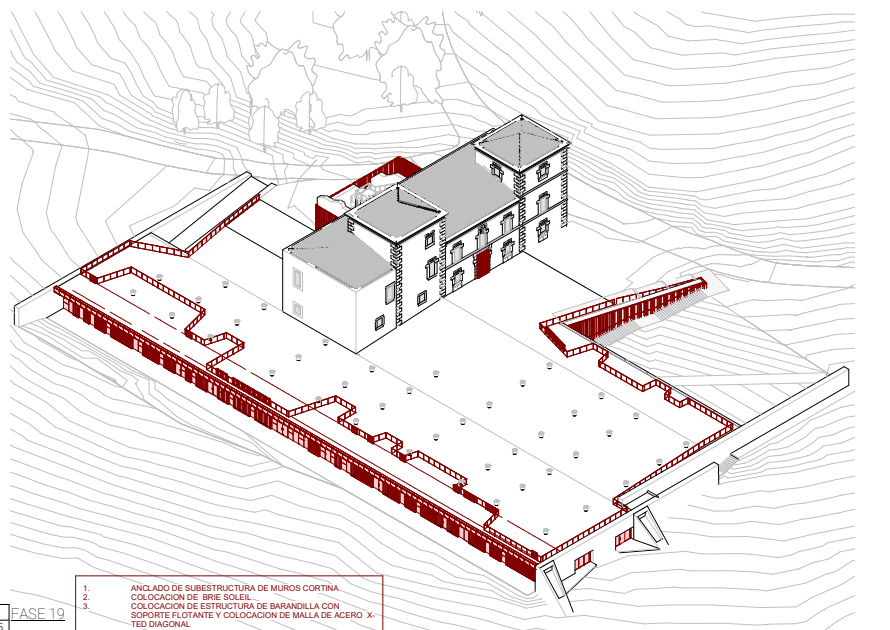 1. ANCLADO DE SUBESTRUCTURA DE MUROS CORTINA
2. COLOCACION DE BRIE SOLEIL
3. COLOCACION DE ESTRUCTURA DE BARANDILLA CON
SOPORTE FLOTANTE Y COLOCACION DE MALLA DE ACERO X-
TED DIAGONAL
FASE 19